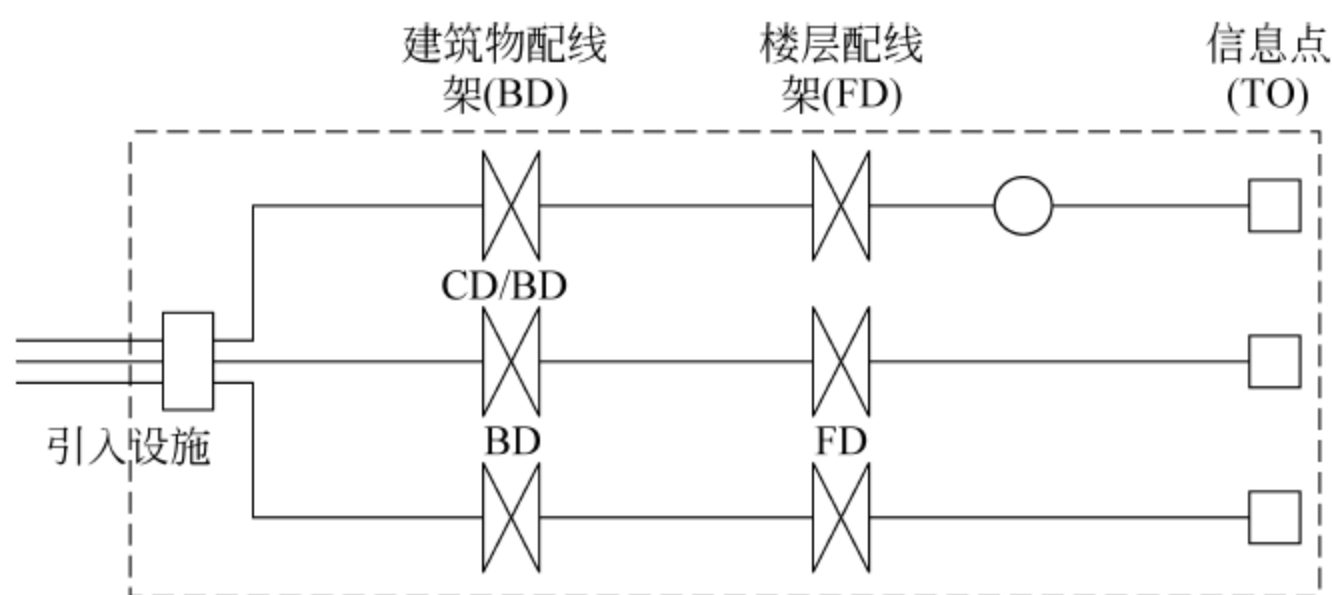 建筑物配线
架(BD)
楼层配线
架(FD)
信息点
(TO)
CD/BD
引入设施
BD
FD